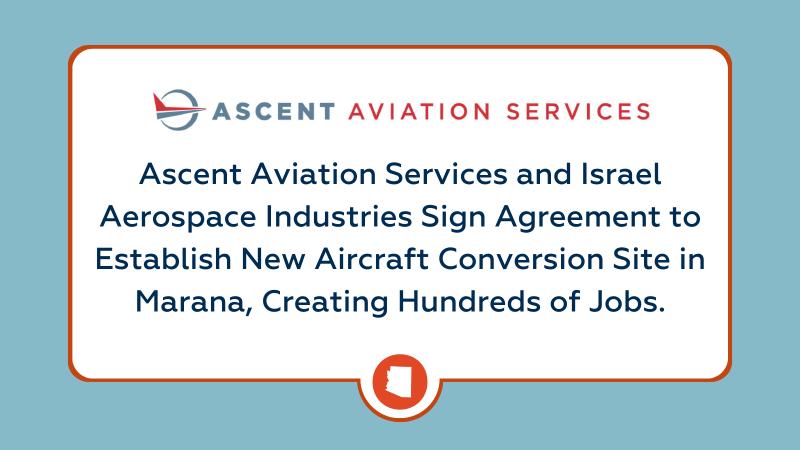 ASCENT AVIATION SERVICES
Ascent Aviation Services and Israel
Aerospace Industries Sign Agreement to
Establish New Aircraft Conversion Site in
Marana, Creating Hundreds of Jobs.